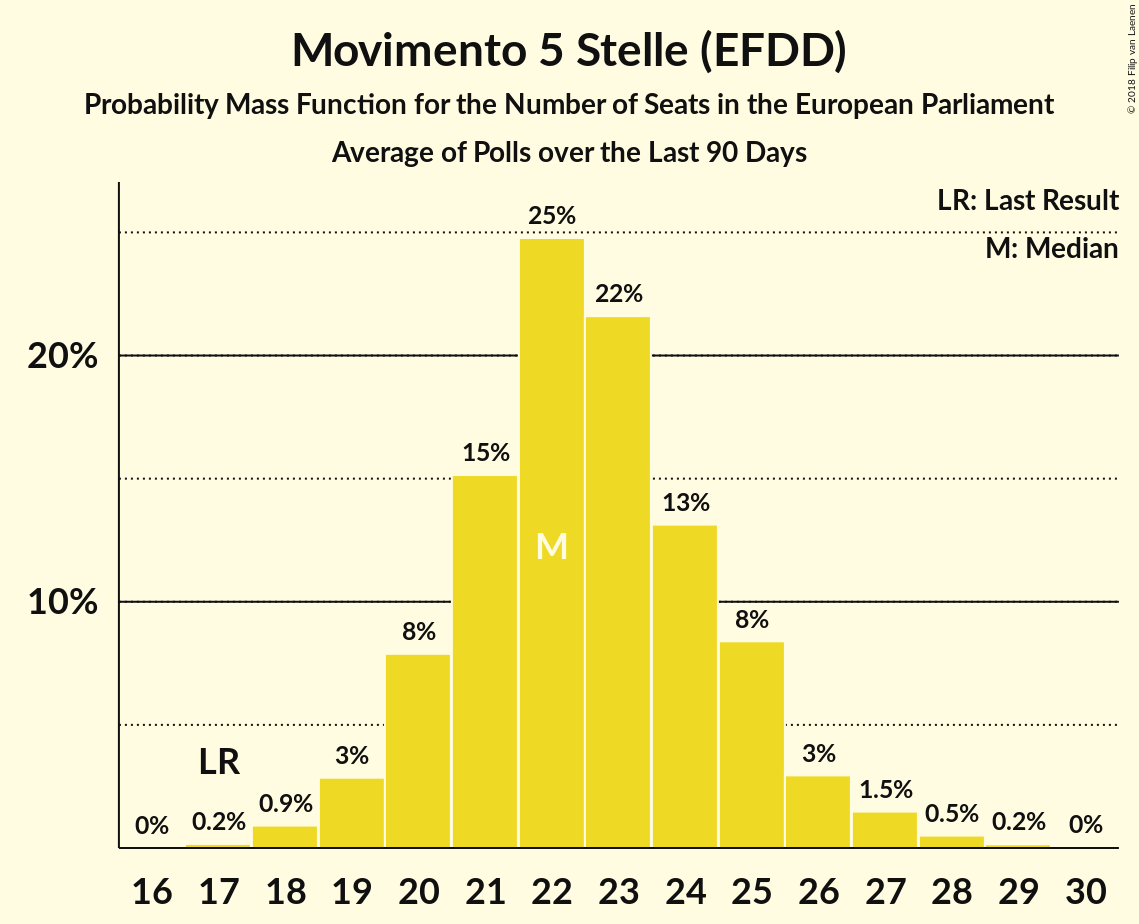 Movimento 5 Stelle (EFDD)
Probability Mass Function for the Number of Seats in the European Parliament
Average of Polls over the Last 90 Days
© 2018 Filip van Laenen
LR: Last Result
M: Median
25%
22%
20%
15%
13%
M
10%
8%
8%
LR
3%
3%
1.5%
0.9%
0.5%
0%
0.2%
0.2%
0%
16 17 18 19 20 21 22 23 24 25 26 27 28 29 30